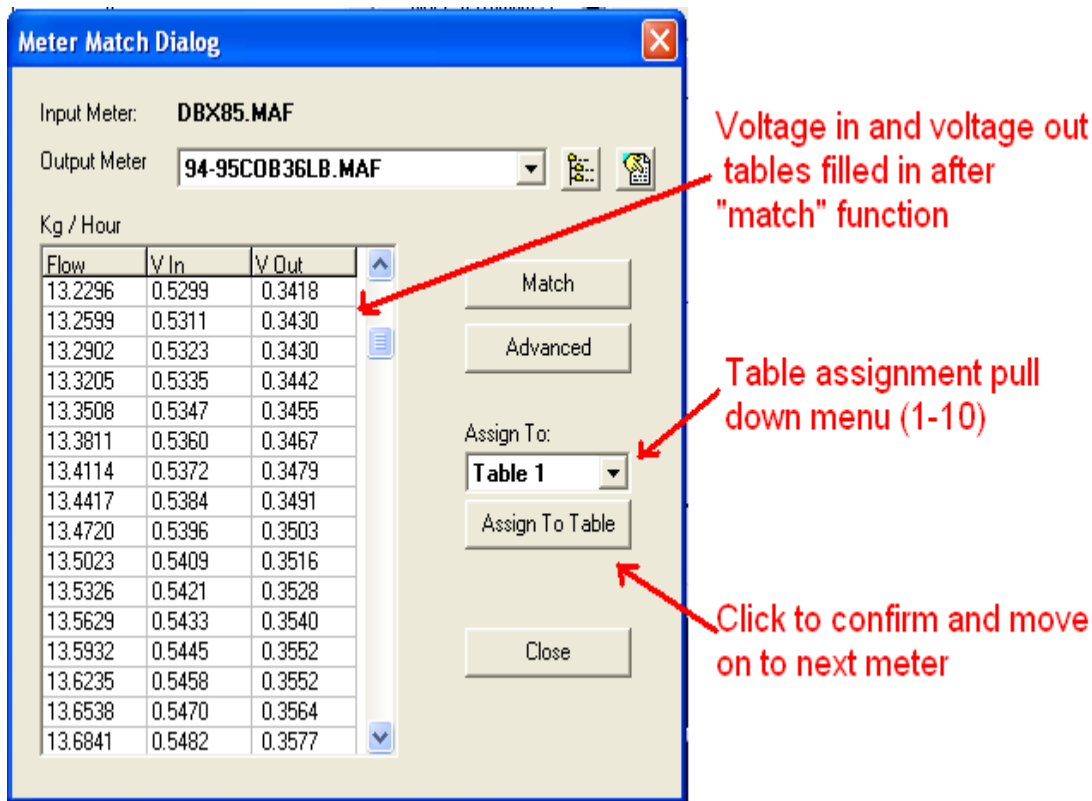 Meter Match Dialog
Input Meter: DBX85.MAF
Output Meter 94-95COB36LB.MAF
Kg / Hour
Flow V In V Out
13.2296 0.5299 0.3418
13.2599 0.5311 0.3430
13.2902 0.5323 0.3430
13.3205 0.5335 0.3442
13.3508 0.5347 0.3455
13.3811 0.5360 0.3467
13.4114 0.5372 0.3479
13.4417 0.5384 0.3491
13.4720 0.5396 0.3503
13.5023 0.5409 0.3516
13.5326 0.5421 0.3528
13.5629 0.5433 0.3540
13.5932 0.5445 0.3552
13.6235 0.5458 0.3552
13.6538 0.5470 0.3564
13.6841 0.5482 0.3577
Match
Advanced
Assign To:
Table 1
Assign To Table
Close
Voltage in and voltage out
tables filled in after
"match" function
Table assignment pull
down menu (1-10)
Click to confirm and move
on to next meter